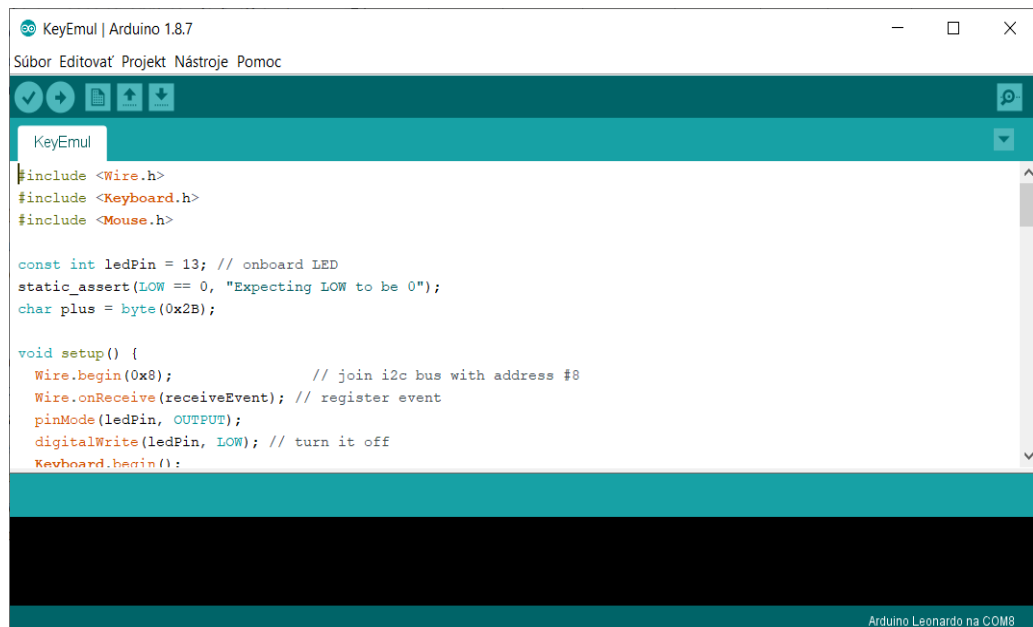 KeyEmul | Arduino 1.8.7
Súbor Editovať Projekt Nástroje Pomoc
KeyEmul
#include <Wire.h>
#include <Keyboard.h>
#include <Mouse.h>
const int ledPin = 13; // onboard LED
static_assert(LOW == 0, "Expecting LOW to be 0");
char plus = byte(0x2B);
void setup() {
Wire.begin(0x8); // join i2c bus with address #8
Wire.onReceive(receiveEvent); // register event
pinMode(ledPin, OUTPUT);
digitalWrite(ledPin, LOW); // turn it off
Keyboard.begin();
Arduino Leonardo na COM8